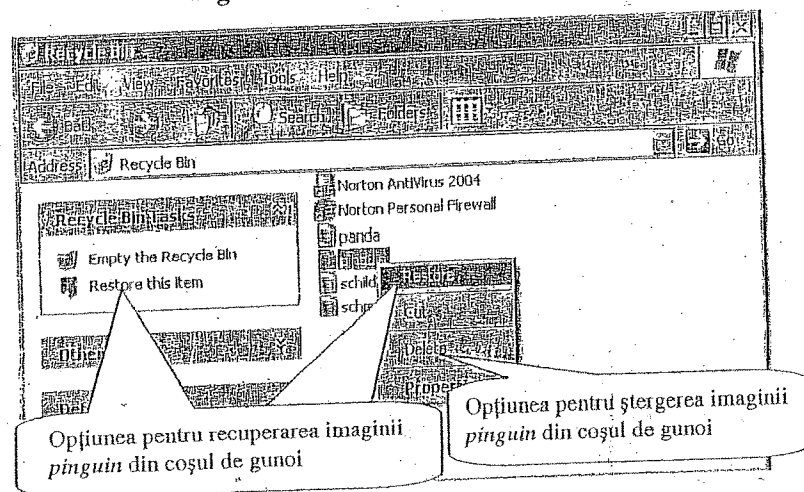 Recycle Bin
File Edit View Favorites Tools Help
Back Search Folders
Address Recycle Bin Go
Norton AntiVirus 2004
Norton Personal Firewall
panda
Recycle Bin Tasks
Empty the Recycle Bin
Restore this item
schild
Restore
Cut
Delete
Opțiunea pentru recuperarea imaginii
pinguin din coșul de gunoi
Opțiunea pentru ștergerea imaginii
pinguin din coșul de gunoi